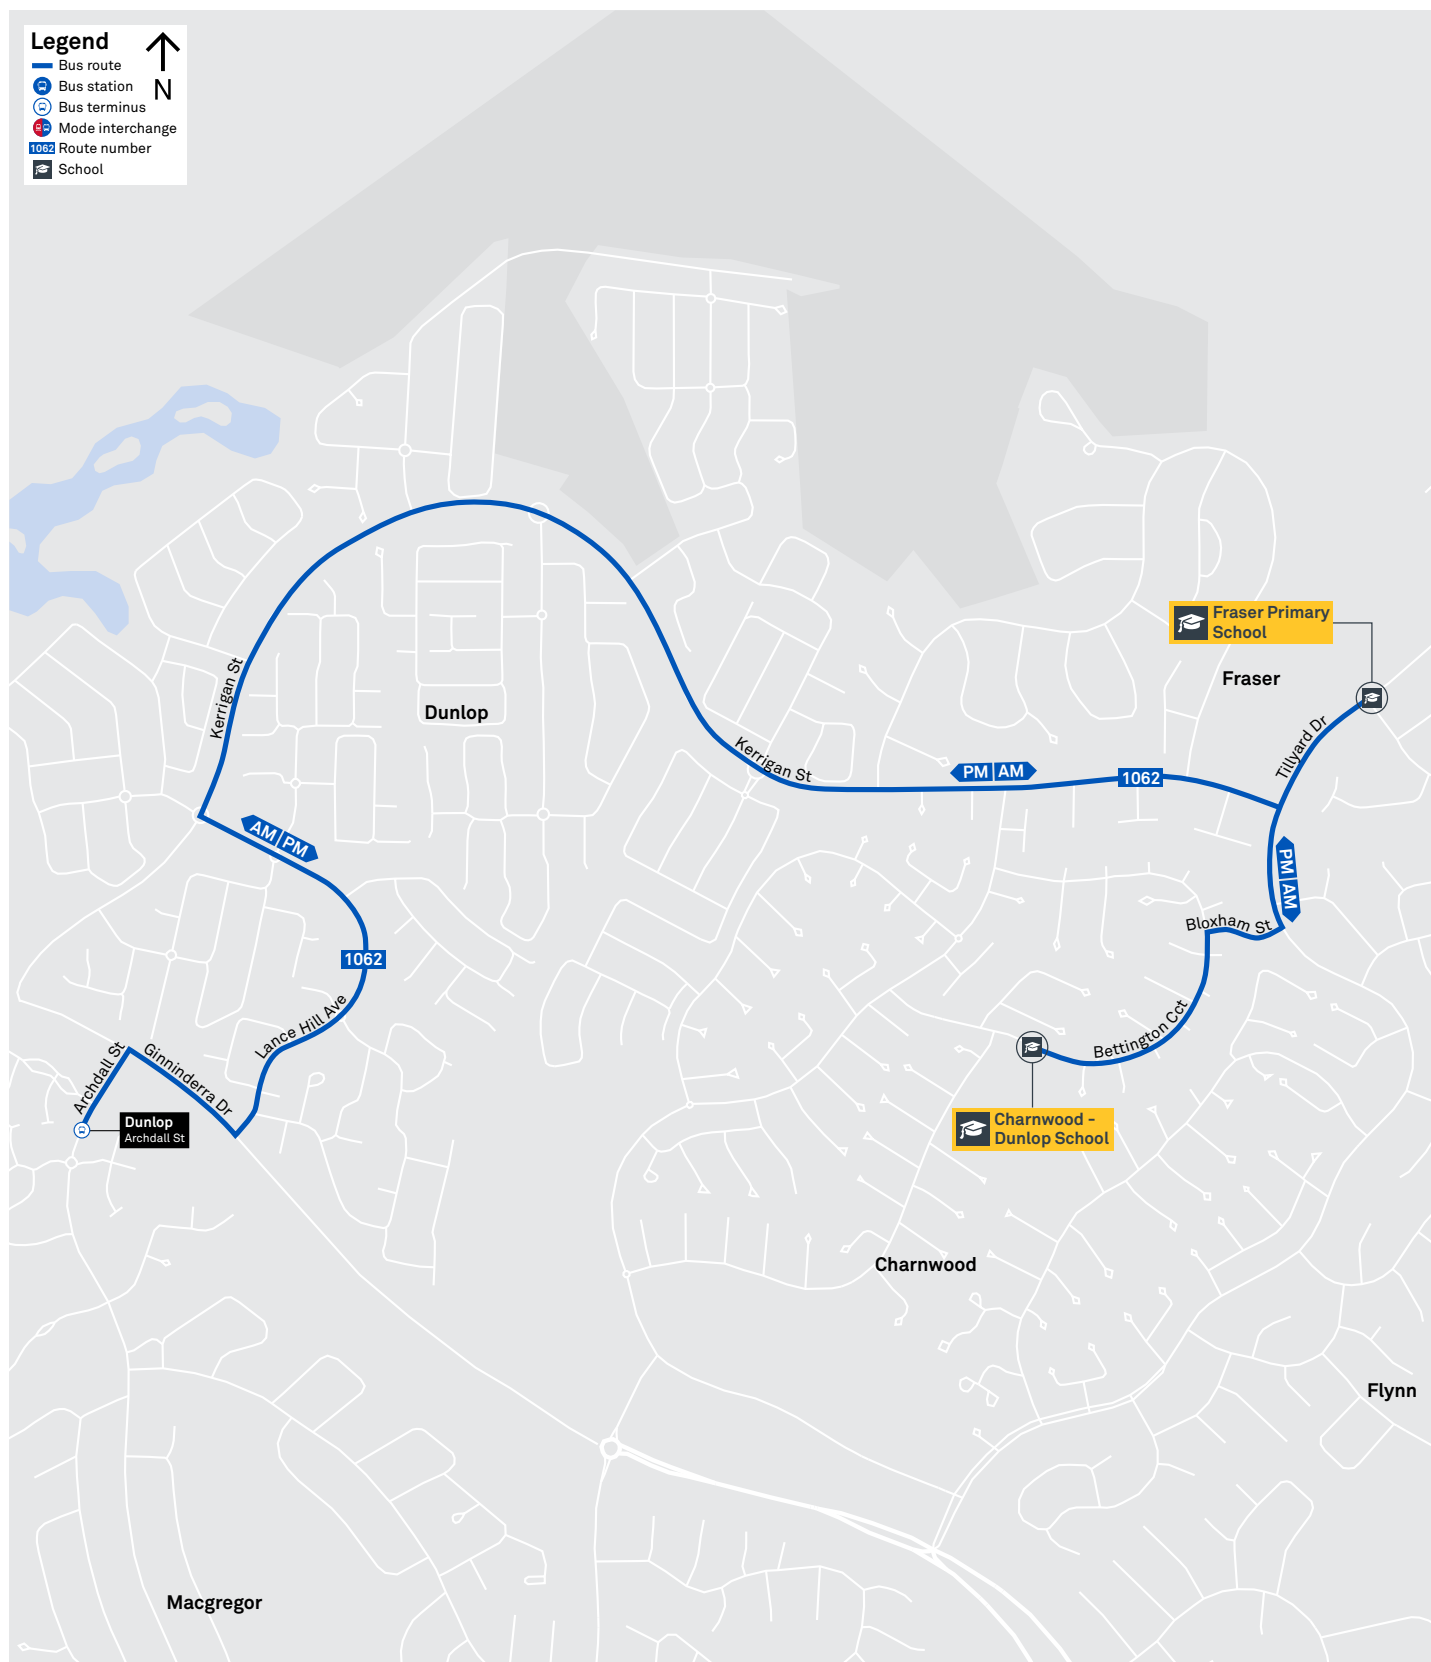 Legend
N
Bus route
Bus station
Bus terminus
Mode interchange
1062 Route number
School
Fraser Primary
School
Fraser
Kerrigan St
Dunlop
Tillyard Dr
Kerrigan St
PM AM
1062
AM PM
PM AM
Bloxham St
1062
Lance Hill Ave
Bettington Cct
Archdall St
Ginninderra Dr
Dunlop
Archdall St
Charnwood -
Dunlop School
Charnwood
Flynn
Macgregor